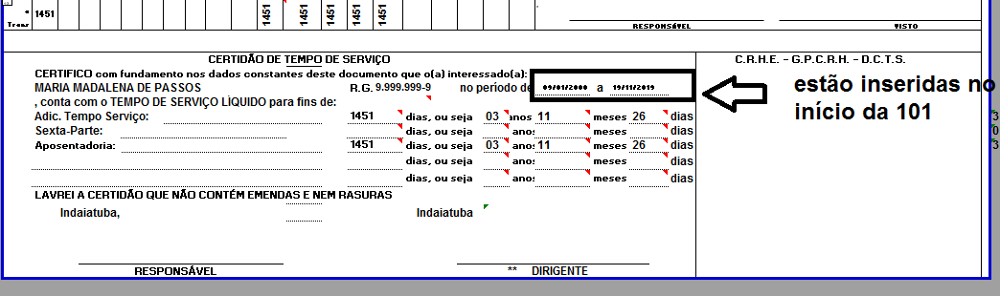 1451 1451 1451 1451 1451 1451
Trans
RESPONSÁVEL VISTO
CERTIDÃO DE TEMPO DE SERVIÇO C.R.H.E. - G.P.C.R.H. - D.C.T.S.
CERTIFICO com fundamento nos dados constantes deste documento que o(a) interessado(a):
MARIA MADALENA DE PASSOS R.G. 9.999.999-9 no período de 09/01/2000 a 19/11/2019
estão inseridas no
início da 101
, conta com o TEMPO DE SERVIÇO LÍQUIDO para fins de:
Adic. Tempo Serviço: 1451 dias, ou seja 03 anos 11 meses 26 dias
Sexta-Parte: dias, ou seja anos meses dias
Aposentadoria: 1451 dias, ou seja 03 anos 11 meses 26 dias
dias, ou seja anos meses dias
dias, ou seja anos meses dias
LAVREI A CERTIDÃO QUE NÃO CONTÉM EMENDAS E NEM RASURAS
Indaiatuba, Indaiatuba
RESPONSÁVEL ** DIRIGENTE